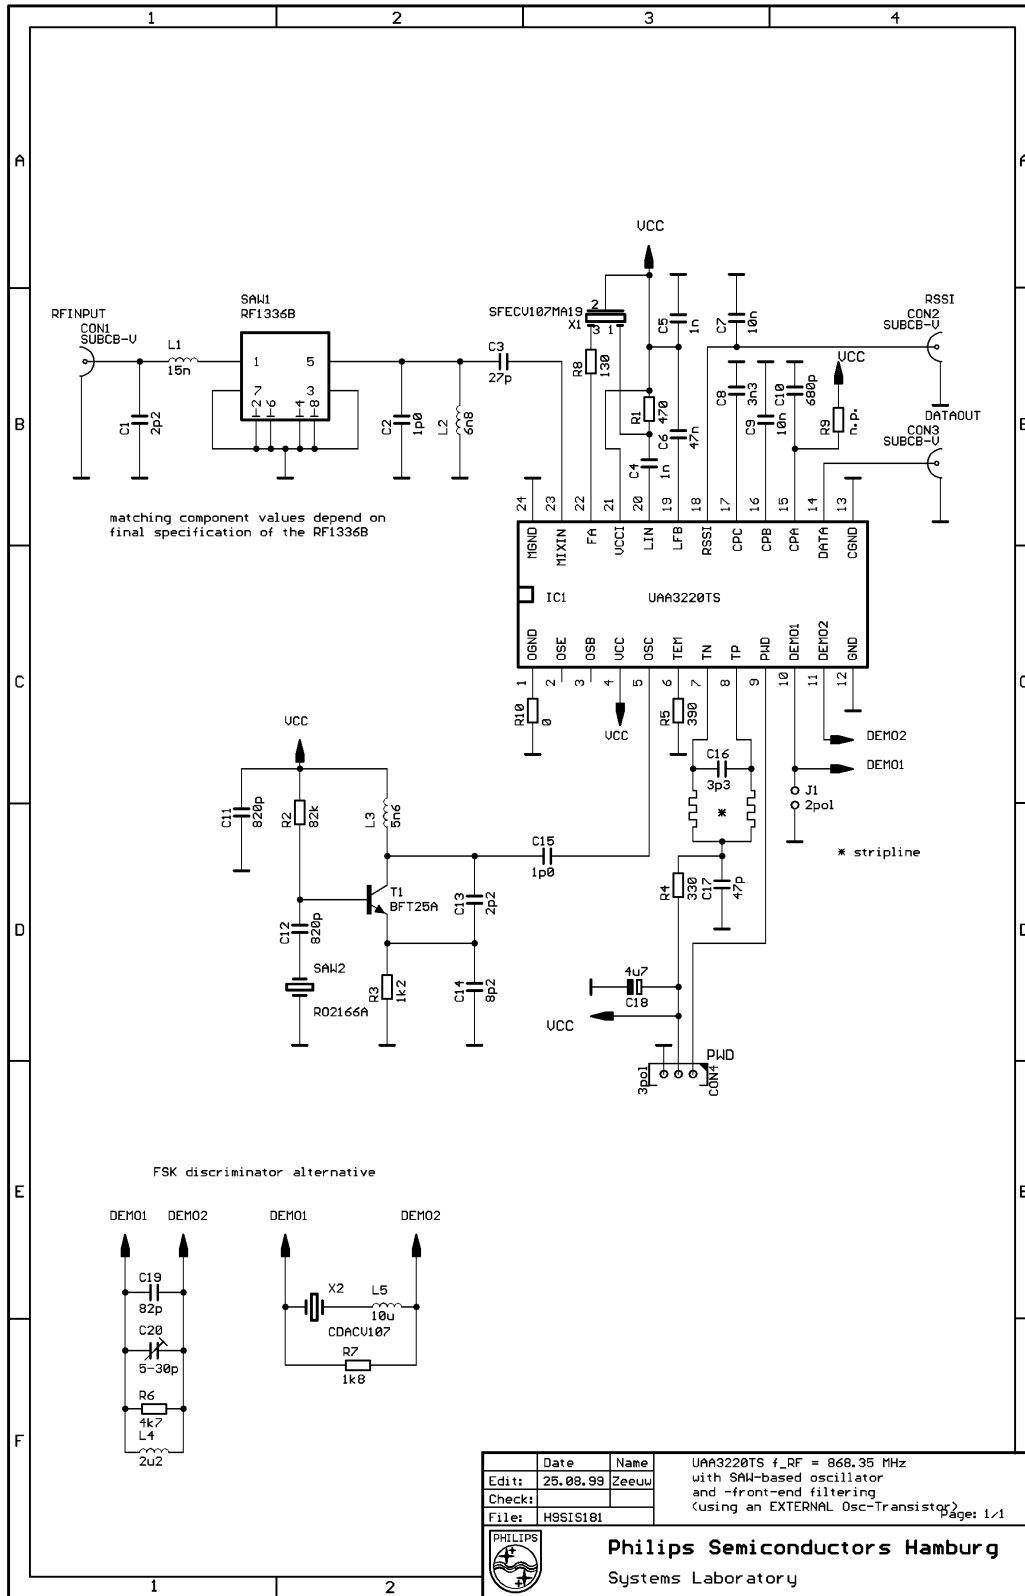 1 2 3 4
A A
VCC
SAW1
RF1336B
RFINPUT
CON1
SUBCB-V
L1
15n
1 5
7 3
2 6 4 8
C1
2p2
C2
1p0
L2
6n8
C3
27p
SFECV107MA19
X1
2
3 1
R8
130
C5
1n
C7
10n
RSSI
CON2
SUBCB-V
VCC
R1
470
C6
47n
C4
1n
C8
3n3
C9
10n
C10
680p
R9
n.p.
DATAOUT
CON3
SUBCB-V
B B
matching component values depend on
final specification of the RF1336B
24 23 22 21 20 19 18 17 16 15 14 13
MGND MIXIN FA VCCI LIN LFB RSSI CPC CPB CPA DATA CGND
IC1 UAA3220TS
OGND OSE OSB VCC OSC TEM TN TP PWD DEMO1 DEMO2 GND
1 2 3 4 5 6 7 8 9 10 11 12
C C
R10
0
VCC
R5
390
DEMO2
DEMO1
C16
3p3
J1
2pol
* stripline
*
VCC
C11
820p
R2
82k
L3
5n6
C15
1p0
T1
BFT25A
C13
2p2
C12
820p
SAW2
RO2166A
R3
1k2
C14
8p2
R4
330
C17
47p
D D
4u7
C18
VCC
PWD
3pol
CON4
E E
FSK discriminator alternative
DEMO1 DEMO2 DEMO1 DEMO2
C19
82p
C20
5-30p
R6
4k7
L4
2u2
X2
CDACV107
L5
10u
R7
1k8
F
Date Name
Edit: 25.08.99 Zeeuw
Check:
File: H9SIS181
UAA3220TS f_RF = 868.35 MHz
with SAW-based oscillator
and -front-end filtering
(using an EXTERNAL Osc-Transistor)
Page: 1/1
PHILIPS
Philips Semiconductors Hamburg
Systems Laboratory
1 2